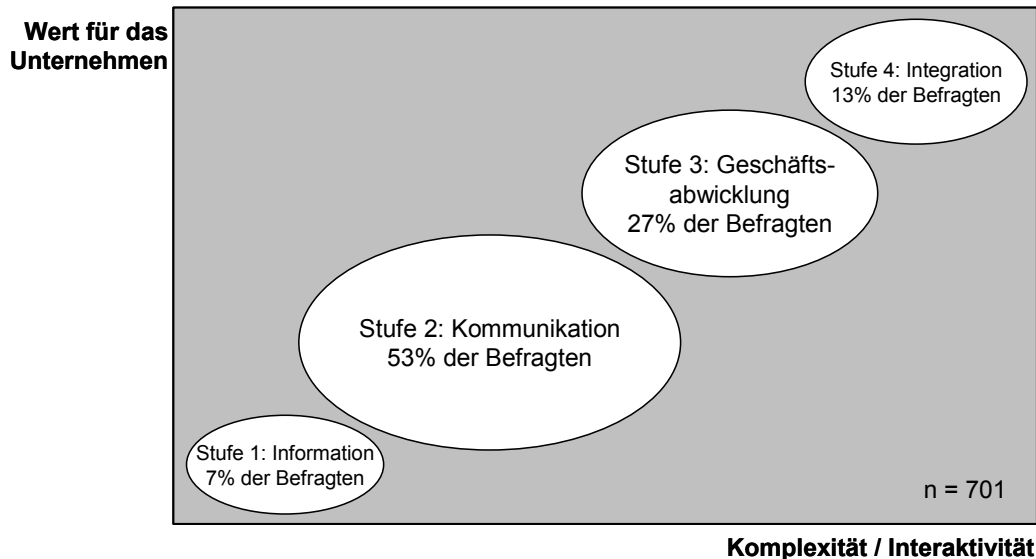 Wert für das
Unternehmen
Stufe 4: Integration
13% der Befragten
Stufe 3: Geschäfts-
abwicklung
27% der Befragten
Stufe 2: Kommunikation
53% der Befragten
Stufe 1: Information
7% der Befragten
n = 701
Komplexität / Interaktivität